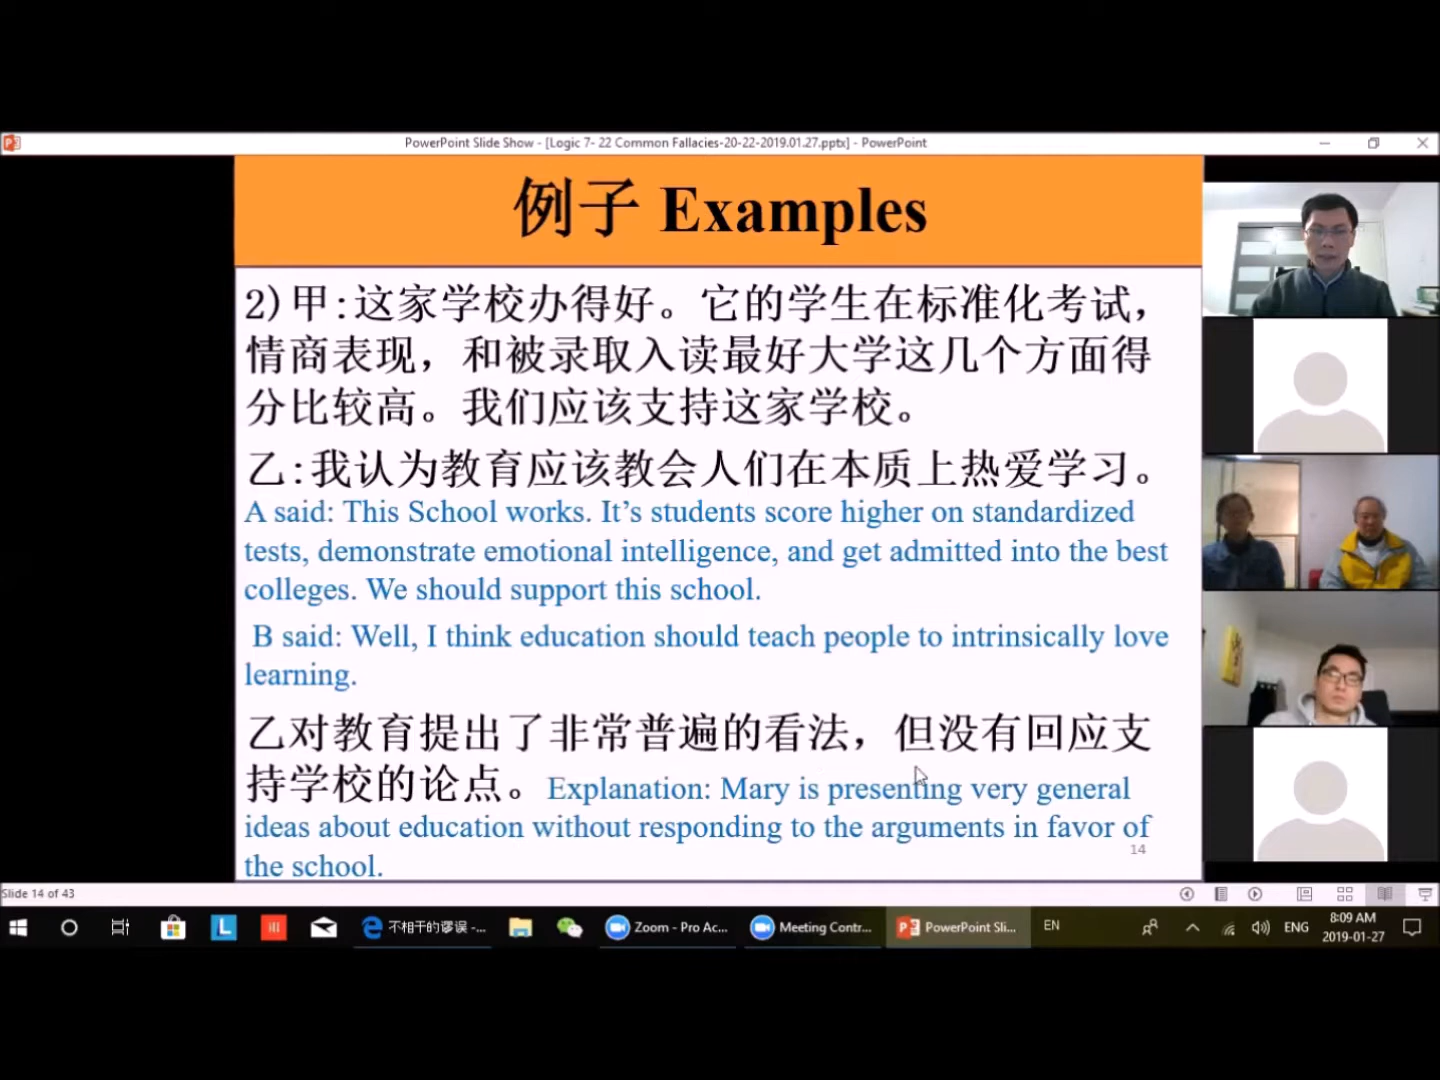 PowerPoint Slide Show - [Logic 7- 22 Common Fallacies-20-22-2019.01.27.pptx] - PowerPoint
例子 Examples
2) 甲:这家学校办得好。它的学生在标准化考试,
情商表现，和被录取入读最好大学这几个方面得
分比较高。我们应该支持这家学校。
乙:我认为教育应该教会人们在本质上热爱学习。
A said: This School works. It’s students score higher on standardized
tests, demonstrate emotional intelligence, and get admitted into the best
colleges. We should support this school.
B said: Well, I think education should teach people to intrinsically love
learning.
乙对教育提出了非常普遍的看法，但没有回应支
持学校的论点。Explanation: Mary is presenting very general
ideas about education without responding to the arguments in favor of
the school.
14
Slide 14 of 43
L
不相干的谬误 -...
Zoom - Pro Ac...
Meeting Contr...
PowerPoint Sli...
EN
ENG
8:09 AM
2019-01-27